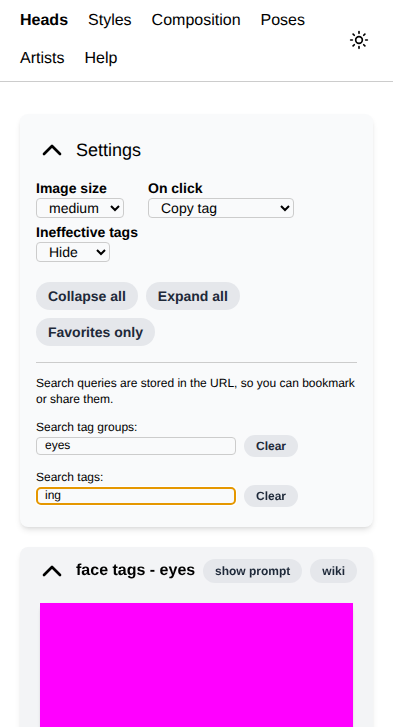 Heads Styles Composition Poses
Artists Help
Settings
Image size On click
medium Copy tag
Ineffective tags
Hide
Collapse all Expand all
Favorites only
Search queries are stored in the URL, so you can bookmark
or share them.
Search tag groups:
eyes Clear
Search tags:
ing Clear
face tags - eyes show prompt wiki